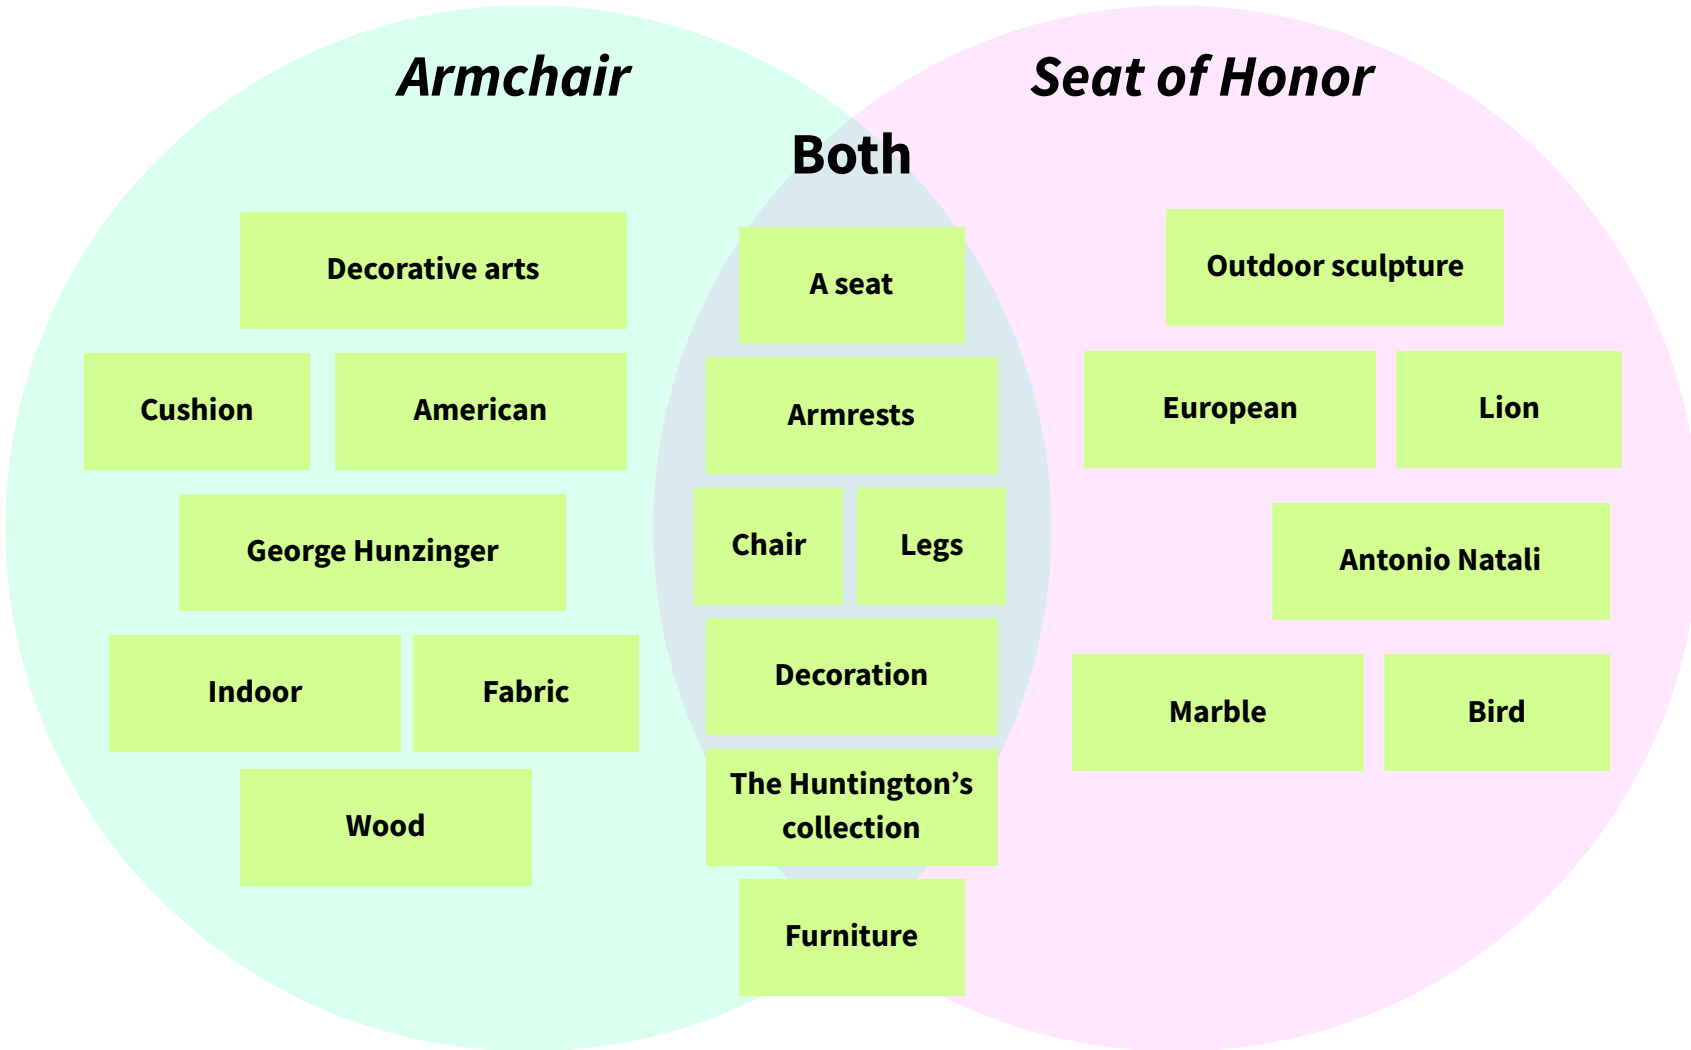 Armchair
Seat of Honor
Both
Decorative arts
Cushion
American
George Hunzinger
Indoor
Fabric
Wood
A seat
Armrests
Chair
Legs
Decoration
The Huntington’s
collection
Furniture
Outdoor sculpture
European
Lion
Antonio Natali
Marble
Bird